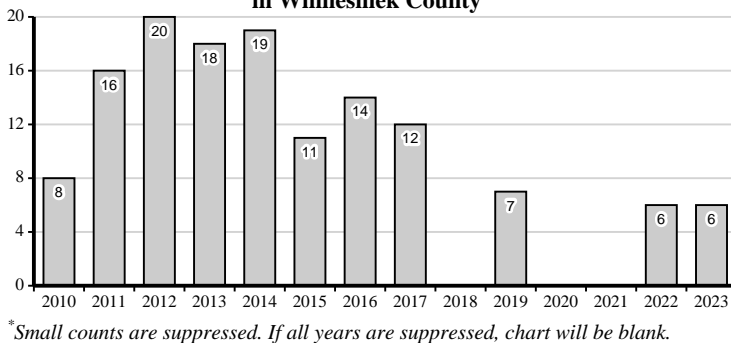 in Winneshiek County
20
16
12
8
4
0
8 16 20 18 19 11 14 12 7 6 6
2010 2011 2012 2013 2014 2015 2016 2017 2018 2019 2020 2021 2022 2023
*Small counts are suppressed. If all years are suppressed, chart will be blank.